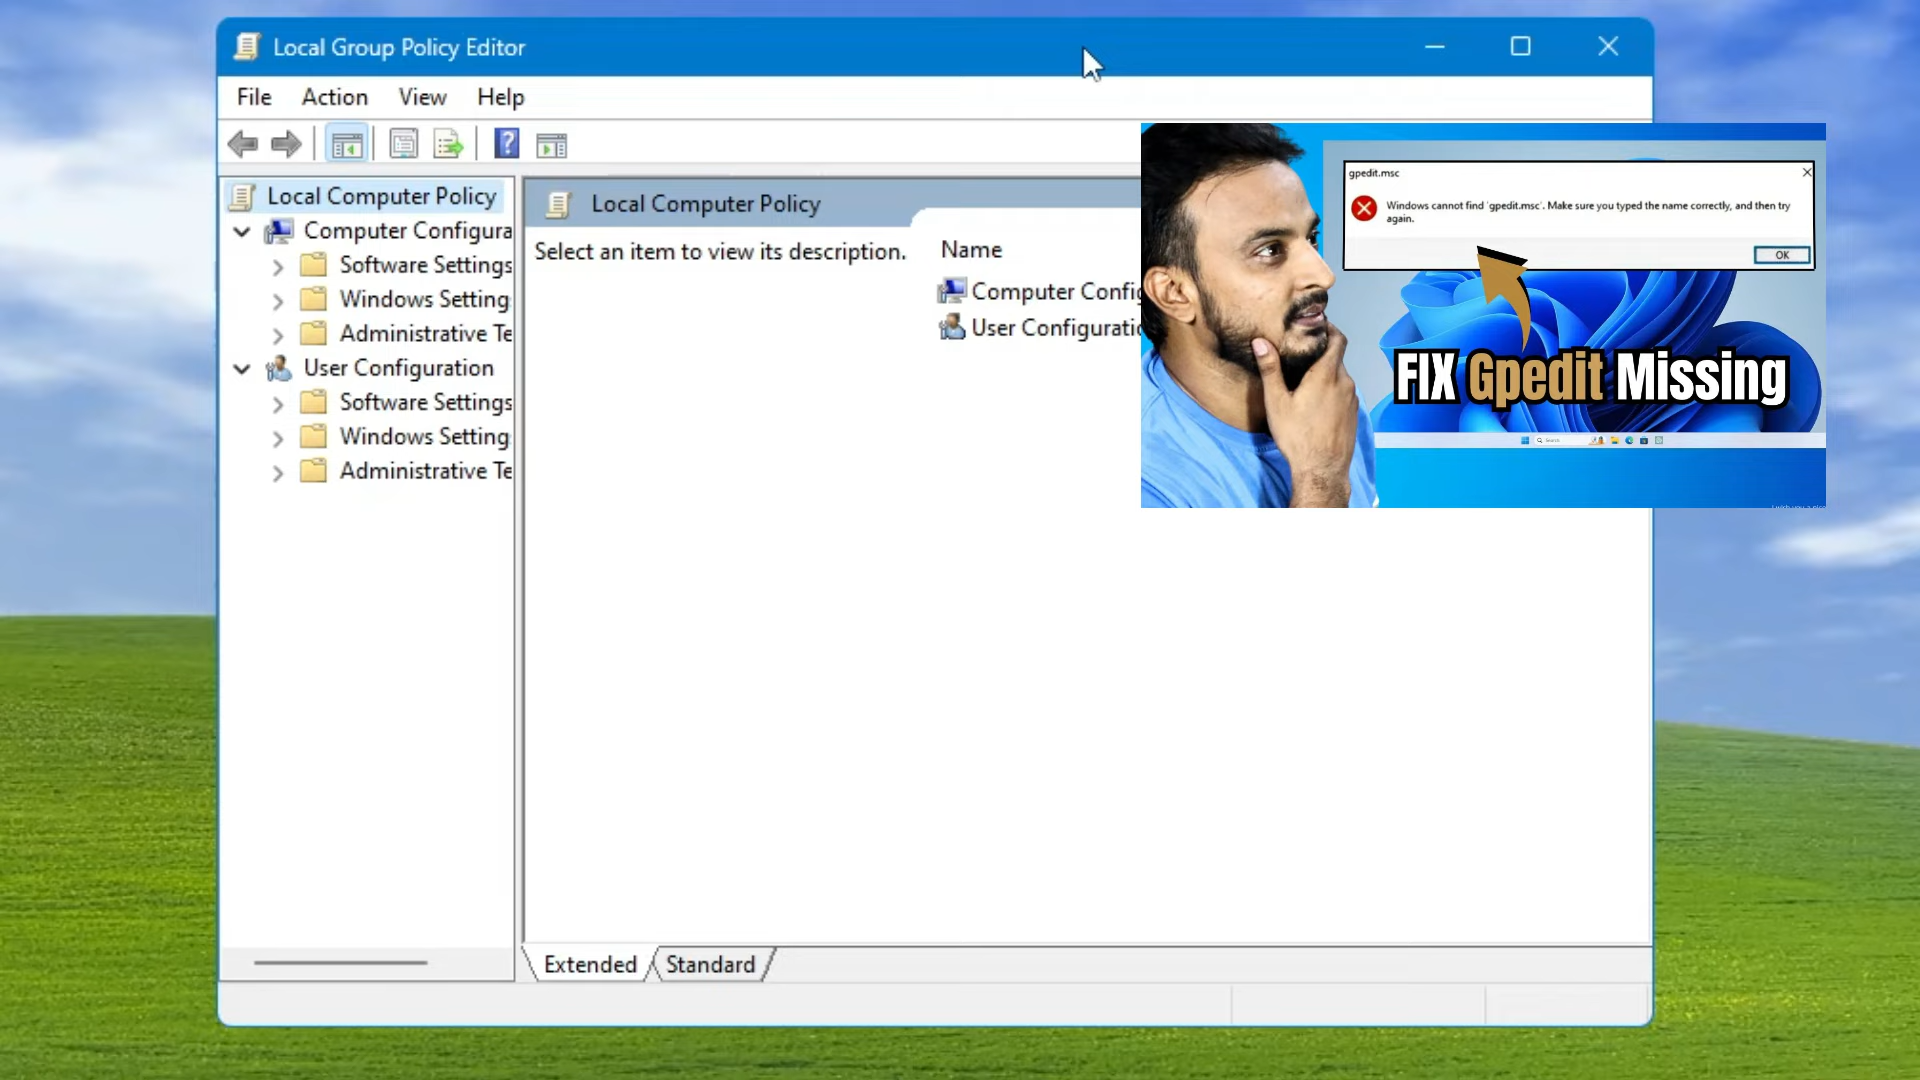 Local Group Policy Editor
File Action View Help
Local Computer Policy
Computer Configura
Software Settings
Windows Setting
Administrative Te
User Configuration
Software Settings
Windows Setting
Administrative Te
Local Computer Policy
Select an item to view its description.
Name
Computer Config
User Configuratio
Extended Standard
gpedit.msc
Windows cannot find 'gpedit.msc'. Make sure you typed the name correctly, and then try
again.
OK
FIX Gpedit Missing
Search